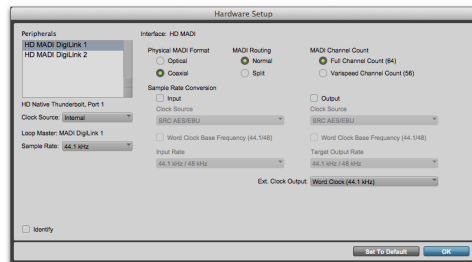 Hardware Setup
Peripherals
HD MADI DigiLink 1
HD MADI DigiLink 2
HD Native Thunderbolt, Port 1
Clock Source: Internal
Loop Master: MADI DigiLink 1
Sample Rate: 44.1 kHz
Identify
Interface: HD MADI
Physical MADI Format
Optical
Coaxial
MADI Routing
Normal
Split
MADI Channel Count
Full Channel Count (64)
Varispeed Channel Count (56)
Sample Rate Conversion
Input
Clock Source
SRC AES/EBU
Word Clock Base Frequency (44.1/48)
Input Rate
44.1 kHz / 48 kHz
Output
Clock Source
SRC AES/EBU
Word Clock Base Frequency (44.1/48)
Target Output Rate
44.1 kHz / 48 kHz
Ext. Clock Output: Word Clock (44.1 kHz)
Set To Default
OK